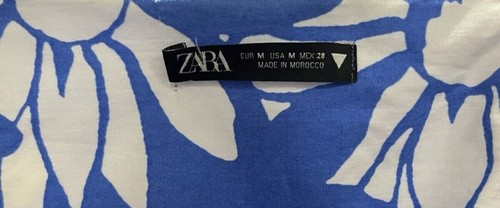 ZARA
EUR M USA M MEX 28
MADE IN MOROCCO